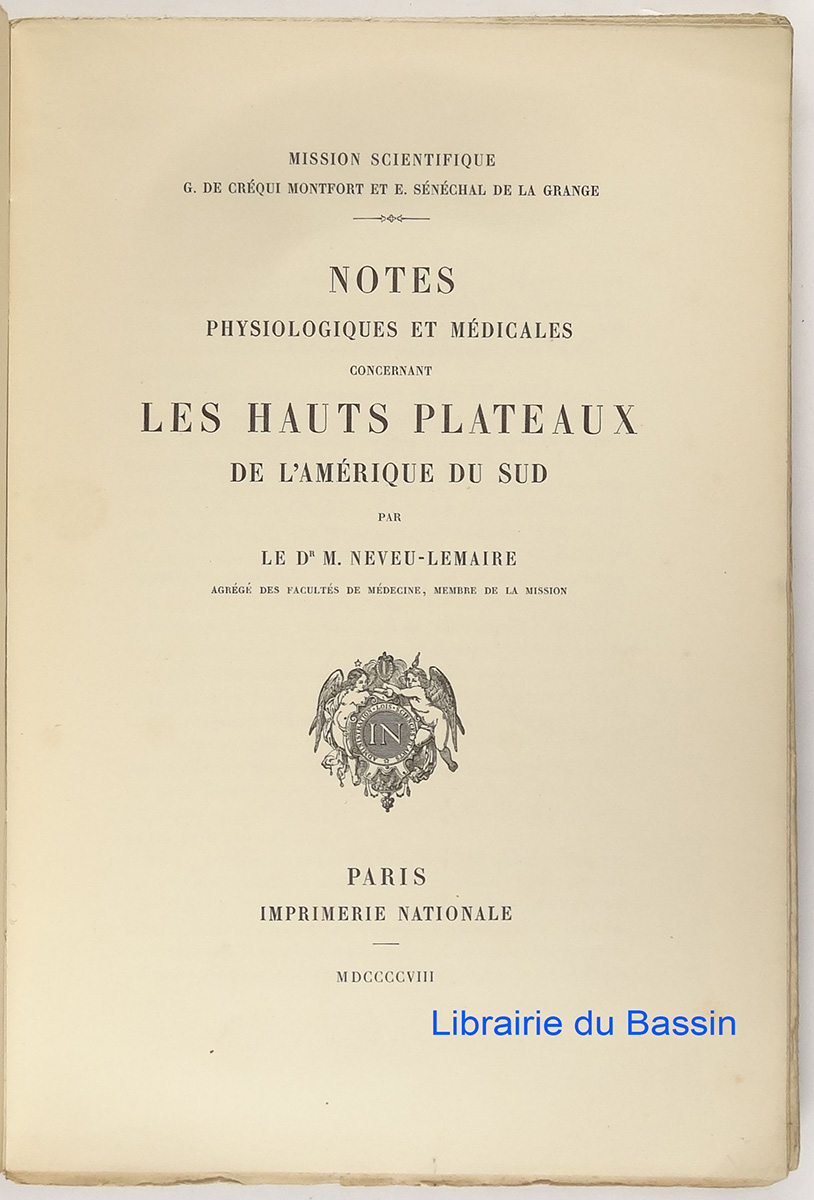 MISSION SCIENTIFIQUE
G. DE CRÉQUI MONTFORT ET E. SÉNÉCHAL DE LA GRANGE
NOTES
PHYSIOLOGIQUES ET MÉDICALES
CONCERNANT
LES HAUTS PLATEAUX
DE L'AMÉRIQUE DU SUD
PAR
LE Dʀ M. NEVEU-LEMAIRE
AGRÉGÉ DES FACULTÉS DE MÉDECINE, MEMBRE DE LA MISSION
IN
PARIS
IMPRIMERIE NATIONALE
MDCCCCVIII
Librairie du Bassin